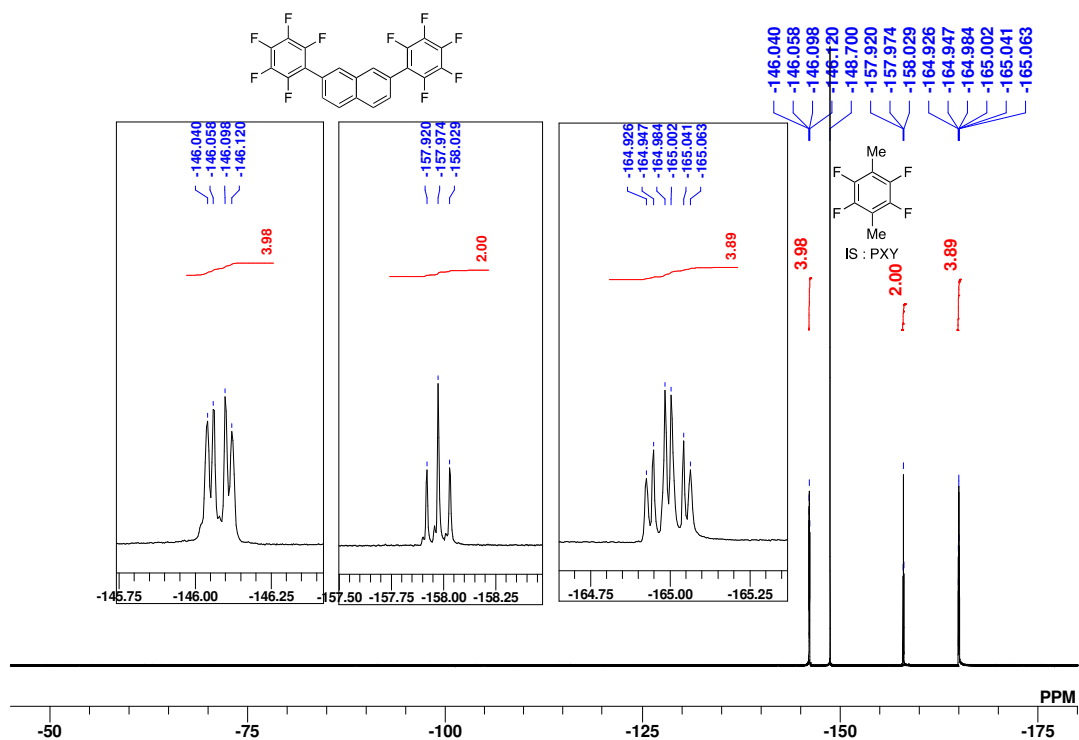 F
F
F
F
F
F
F
F
F
F
-146.040
-146.058
-146.098
-146.120
-148.700
-157.920
-157.974
-158.029
-164.926
-164.947
-164.984
-165.002
-165.041
-165.063
-146.040
-146.058
-146.098
-146.120
3.98
-145.75 -146.00 -146.25
-157.920
-157.974
-158.029
2.00
-157.50 -157.75 -158.00 -158.25
-164.926
-164.947
-164.984
-165.002
-165.041
-165.063
3.89
-164.75 -165.00 -165.25
Me
F F
F F
Me
IS : PXY
3.98
2.00
3.89
PPM
-50 -75 -100 -125 -150 -175